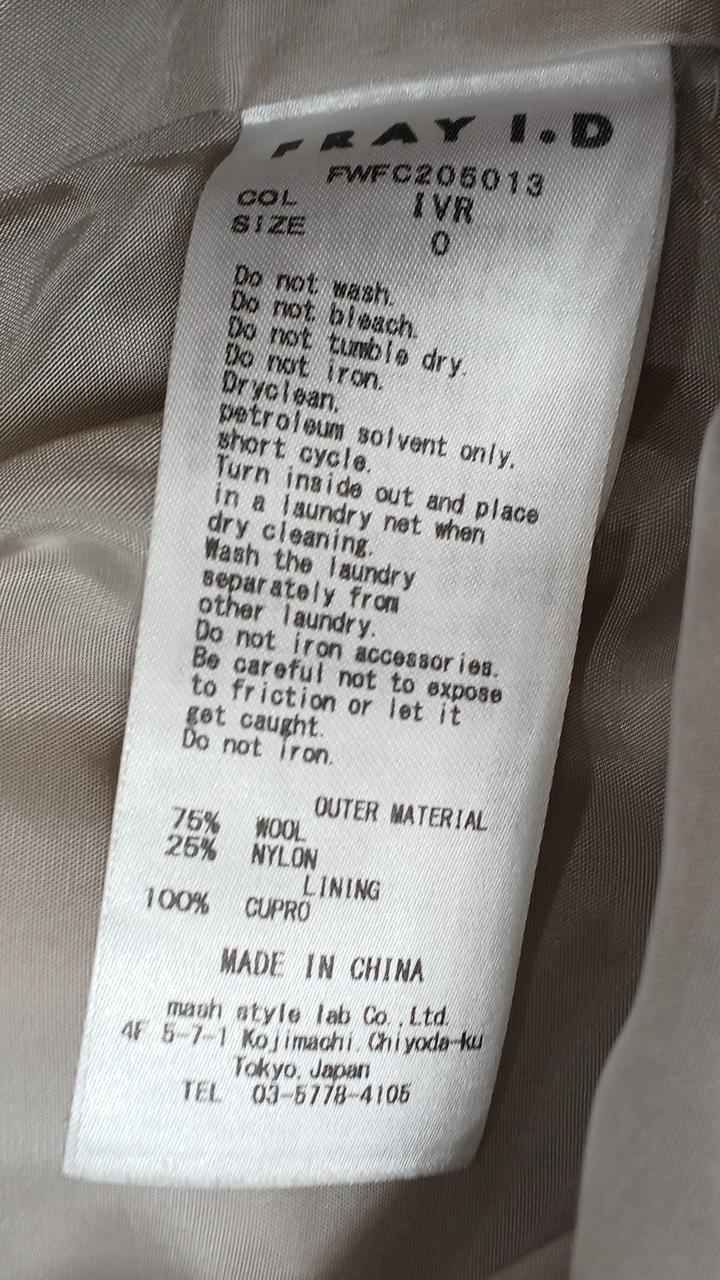 FRAY I.D
FWFC205013
COL IVR
SIZE 0
Do not wash.
Do not bleach.
Do not tumble dry.
Do not iron.
Dryclean,
petroleum solvent only.
short cycle.
Turn inside out and place
in a laundry net when
dry cleaning.
Wash the laundry
separately from
other laundry.
Do not iron accessories.
Be careful not to expose
to friction or let it
get caught.
Do not iron.
OUTER MATERIAL
75% WOOL
25% NYLON
LINING
100% CUPRO
MADE IN CHINA
mash style lab Co.,Ltd.
4F 5-7-1 Kojimachi, Chiyoda-ku
Tokyo, Japan
TEL 03-5778-4105